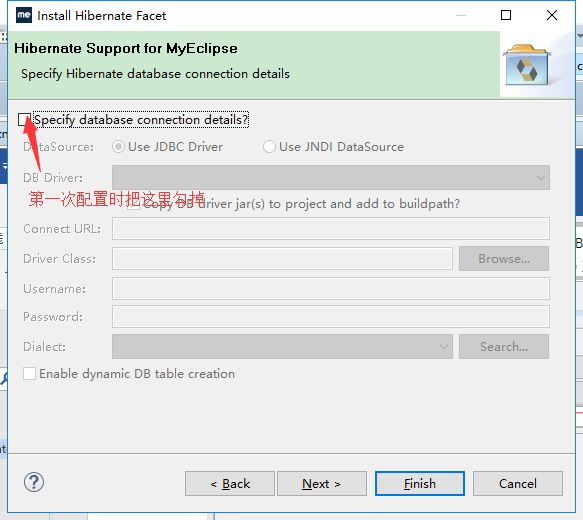 me Install Hibernate Facet
Hibernate Support for MyEclipse
Specify Hibernate database connection details
Specify database connection details?
DataSource: Use JDBC Driver Use JNDI DataSource
DB Driver:
第一次配置时把这里勾掉
Copy DB driver jar(s) to project and add to buildpath?
Connect URL:
Driver Class: Browse...
Username:
Password:
Dialect: Search...
Enable dynamic DB table creation
? < Back Next > Finish Cancel